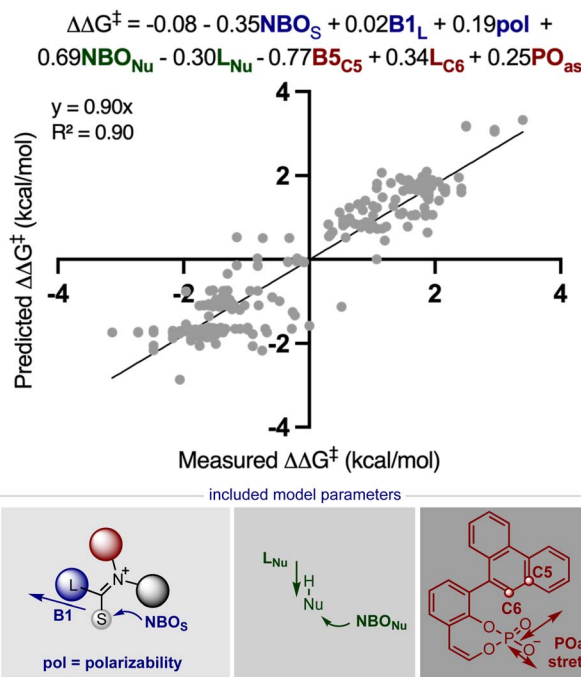 ΔΔG‡ = -0.08 - 0.35NBOS + 0.02B1L + 0.19pol +
0.69NBONu - 0.30LNu - 0.77B5C5 + 0.34LC6 + 0.25POas
y = 0.90x
R² = 0.90
4
2
-4
-2
2
4
-2
-4
Predicted ΔΔG‡ (kcal/mol)
Measured ΔΔG‡ (kcal/mol)
included model parameters
L
N+
S
B1
NBOS
pol = polarizability
LNu
H
Nu
NBONu
C5
C6
O
O
P
O
O−
POa
stret